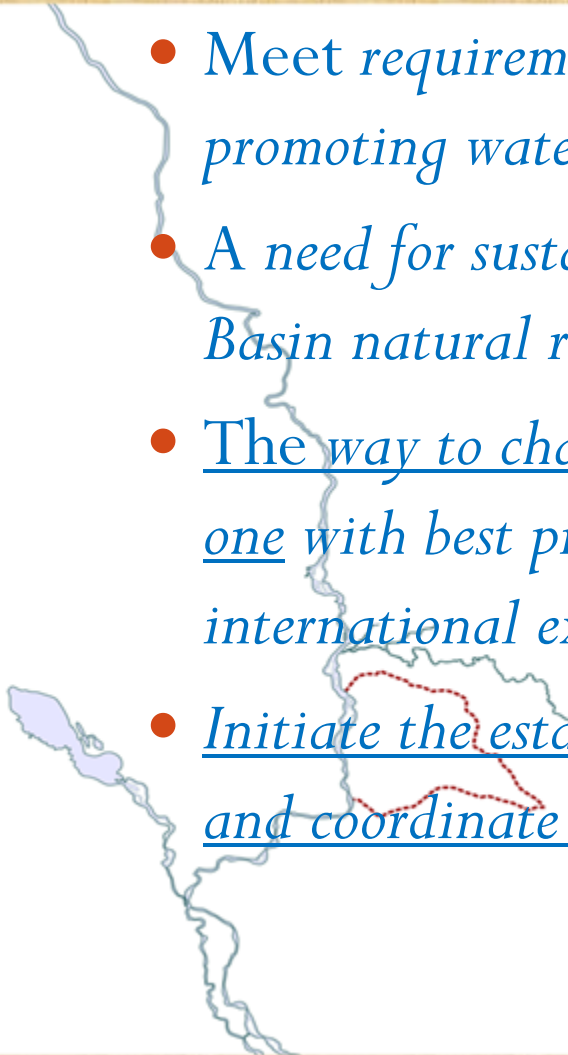 • Meet requirem
promoting wate
• A need for susta
Basin natural r
• The way to cha
one with best pr
international ex
• Initiate the esta
and coordinate